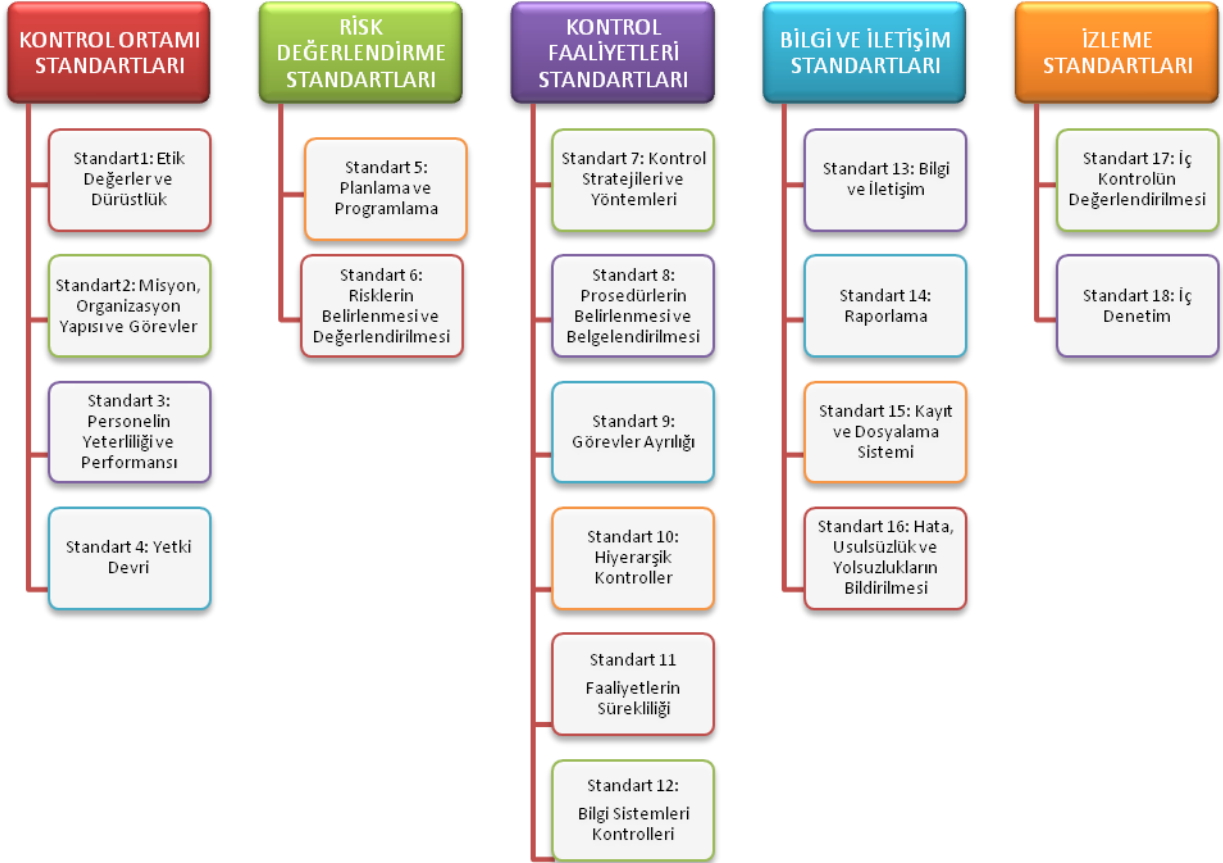 KONTROL ORTAMI
STANDARTLARI
Standart1: Etik
Değerler ve
Dürüstlük
Standart2: Misyon,
Organizasyon
Yapısı ve Görevler
Standart 3:
Personelin
Yeterliliği ve
Performansı
Standart 4: Yetki
Devri
RİSK
DEĞERLENDİRME
STANDARTLARI
Standart 5:
Planlama ve
Programlama
Standart 6:
Risklerin
Belirlenmesi ve
Değerlendirilmesi
KONTROL
FAALİYETLERİ
STANDARTLARI
Standart 7: Kontrol
Stratejileri ve
Yöntemleri
Standart 8:
Prosedürlerin
Belirlenmesi ve
Belgelendirilmesi
Standart 9:
Görevler Ayrılığı
Standart 10:
Hiyerarşik
Kontroller
Standart 11
Faaliyetlerin
Sürekliliği
Standart 12:
Bilgi Sistemleri
Kontrolleri
BİLGİ VE İLETİŞİM
STANDARTLARI
Standart 13: Bilgi
ve İletişim
Standart 14:
Raporlama
Standart 15: Kayıt
ve Dosyalama
Sistemi
Standart 16: Hata,
Usulsüzlük ve
Yolsuzlukların
Bildirilmesi
İZLEME
STANDARTLARI
Standart 17: İç
Kontrolün
Değerlendirilmesi
Standart 18: İç
Denetim